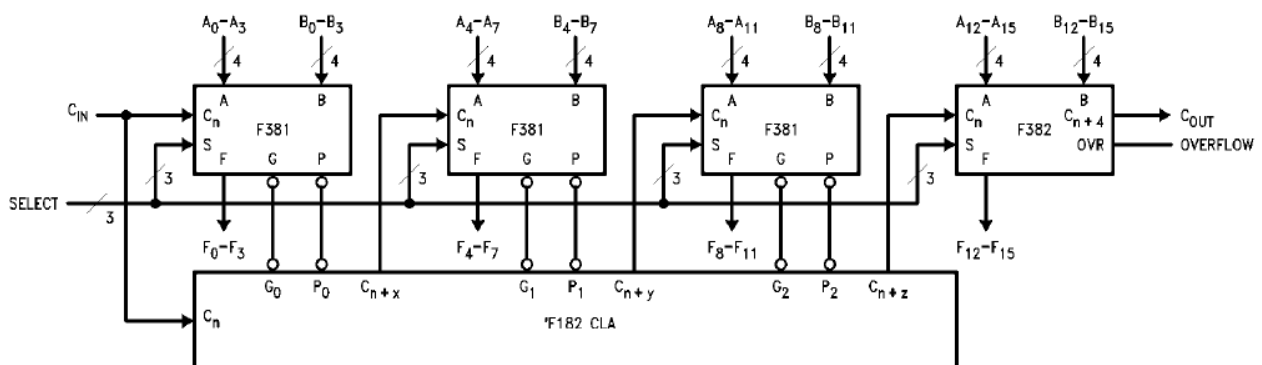 A0–A3 B0–B3 A4–A7 B4–B7 A8–A11 B8–B11 A12–A15 B12–B15
4 4 4 4 4 4 4 4
CIN A B A B A B A B
Cn Cn Cn Cn Cn+4 COUT
F381 F381 F381 F382
S S S S OVR OVERFLOW
F G P F G P F G P F
3 3 3 3
SELECT 3
F0–F3 F4–F7 F8–F11 F12–F15
G0 P0 Cn+x G1 P1 Cn+y G2 P2 Cn+z
Cn 'F182 CLA